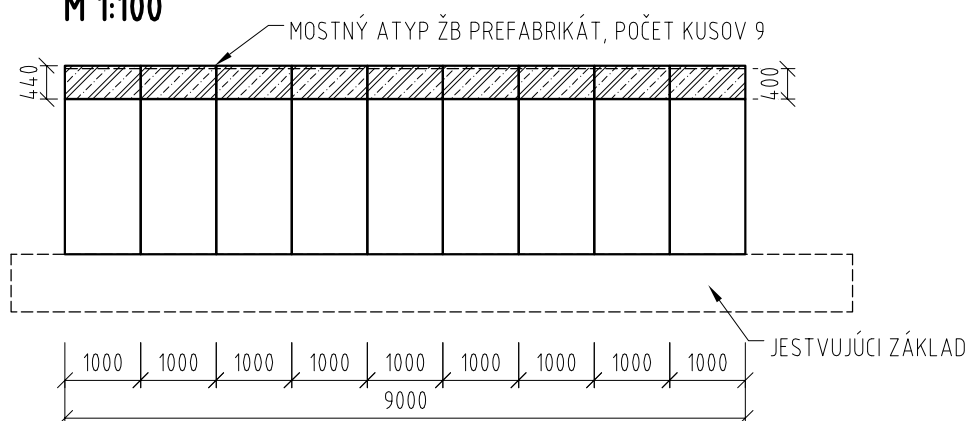 M 1:100
MOSTNÝ ATYP ŽB PREFABRIKÁT, POČET KUSOV 9
440
400
JESTVUJÚCI ZÁKLAD
1000 1000 1000 1000 1000 1000 1000 1000 1000
9000